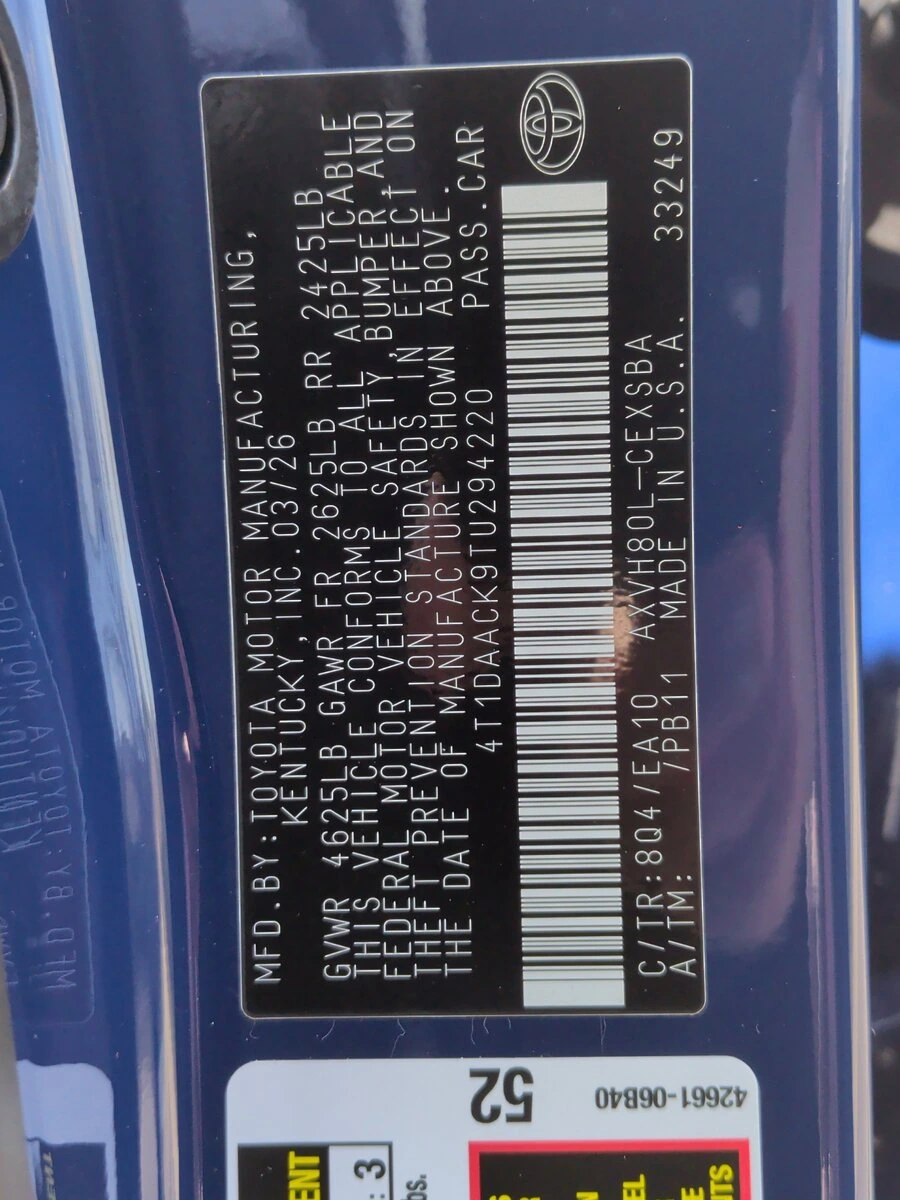 MFD.BY:TOYOTA MOTOR MANUFACTURING,
KENTUCKY, INC. 03/26
GVWR 4625LB GAWR FR 2625LB RR 2425LB
THIS VEHICLE CONFORMS TO ALL APPLICABLE
FEDERAL MOTOR VEHICLE SAFETY, BUMPER, AND
THEFT PREVENTION STANDARDS IN EFFECT ON
THE DATE OF MANUFACTURE SHOWN ABOVE.
4T1DAACK9TU294220 PASS.CAR
C/TR:8Q4/EA10 AXVH80L-CEXSBA 33249
A/TM: /PB11 MADE IN U.S.A.
52
42661-06B40
: 3